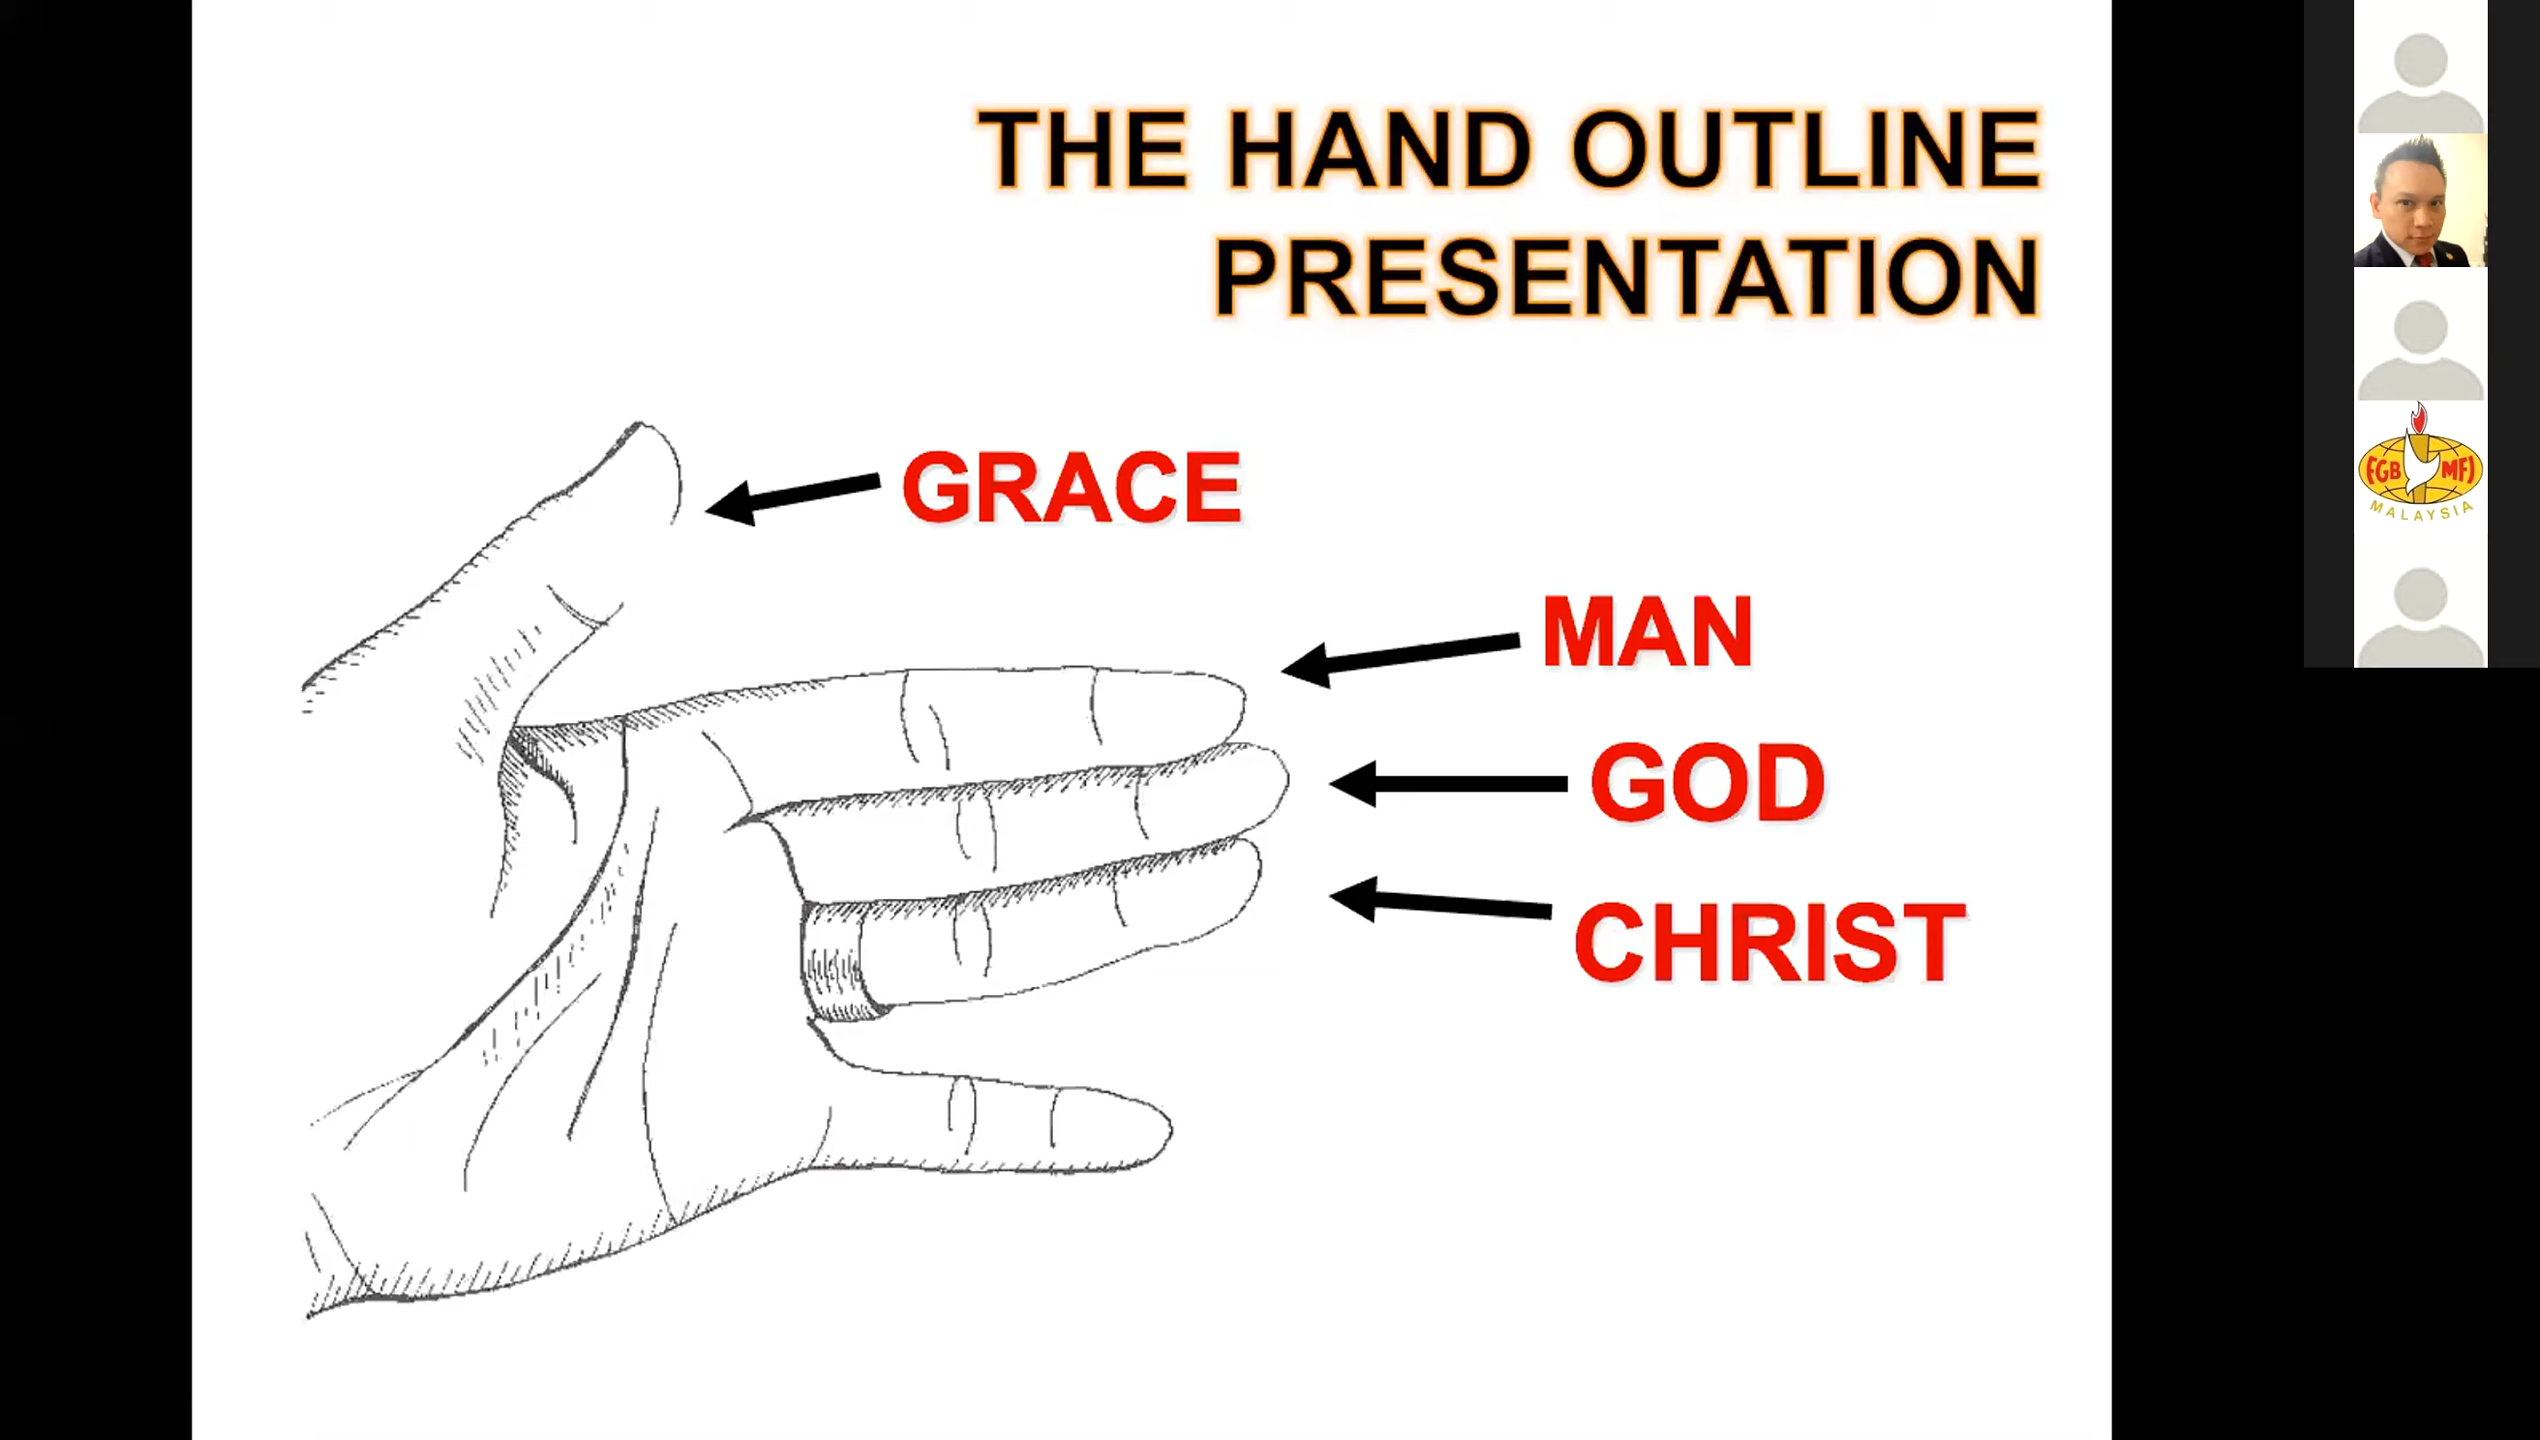 THE HAND OUTLINE
PRESENTATION
GRACE
MAN
GOD
CHRIST
FGB MFI
MALAYSIA